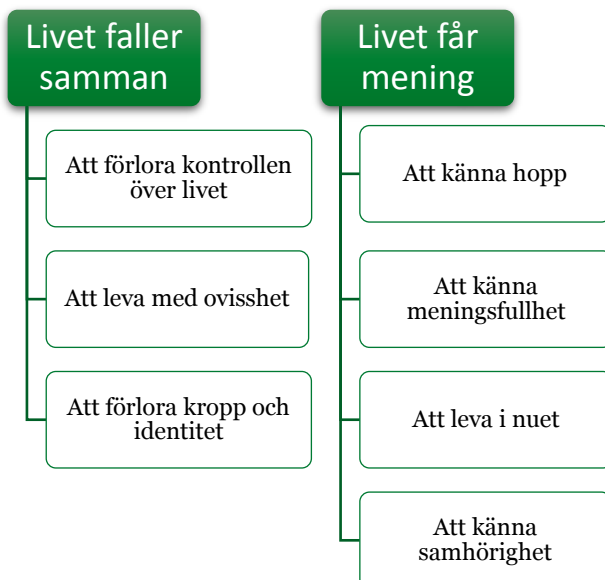 Livet faller
samman
Att förlora kontrollen
över livet
Att leva med ovisshet
Att förlora kropp och
identitet
Livet får
mening
Att känna hopp
Att känna
meningsfullhet
Att leva i nuet
Att känna
samhörighet